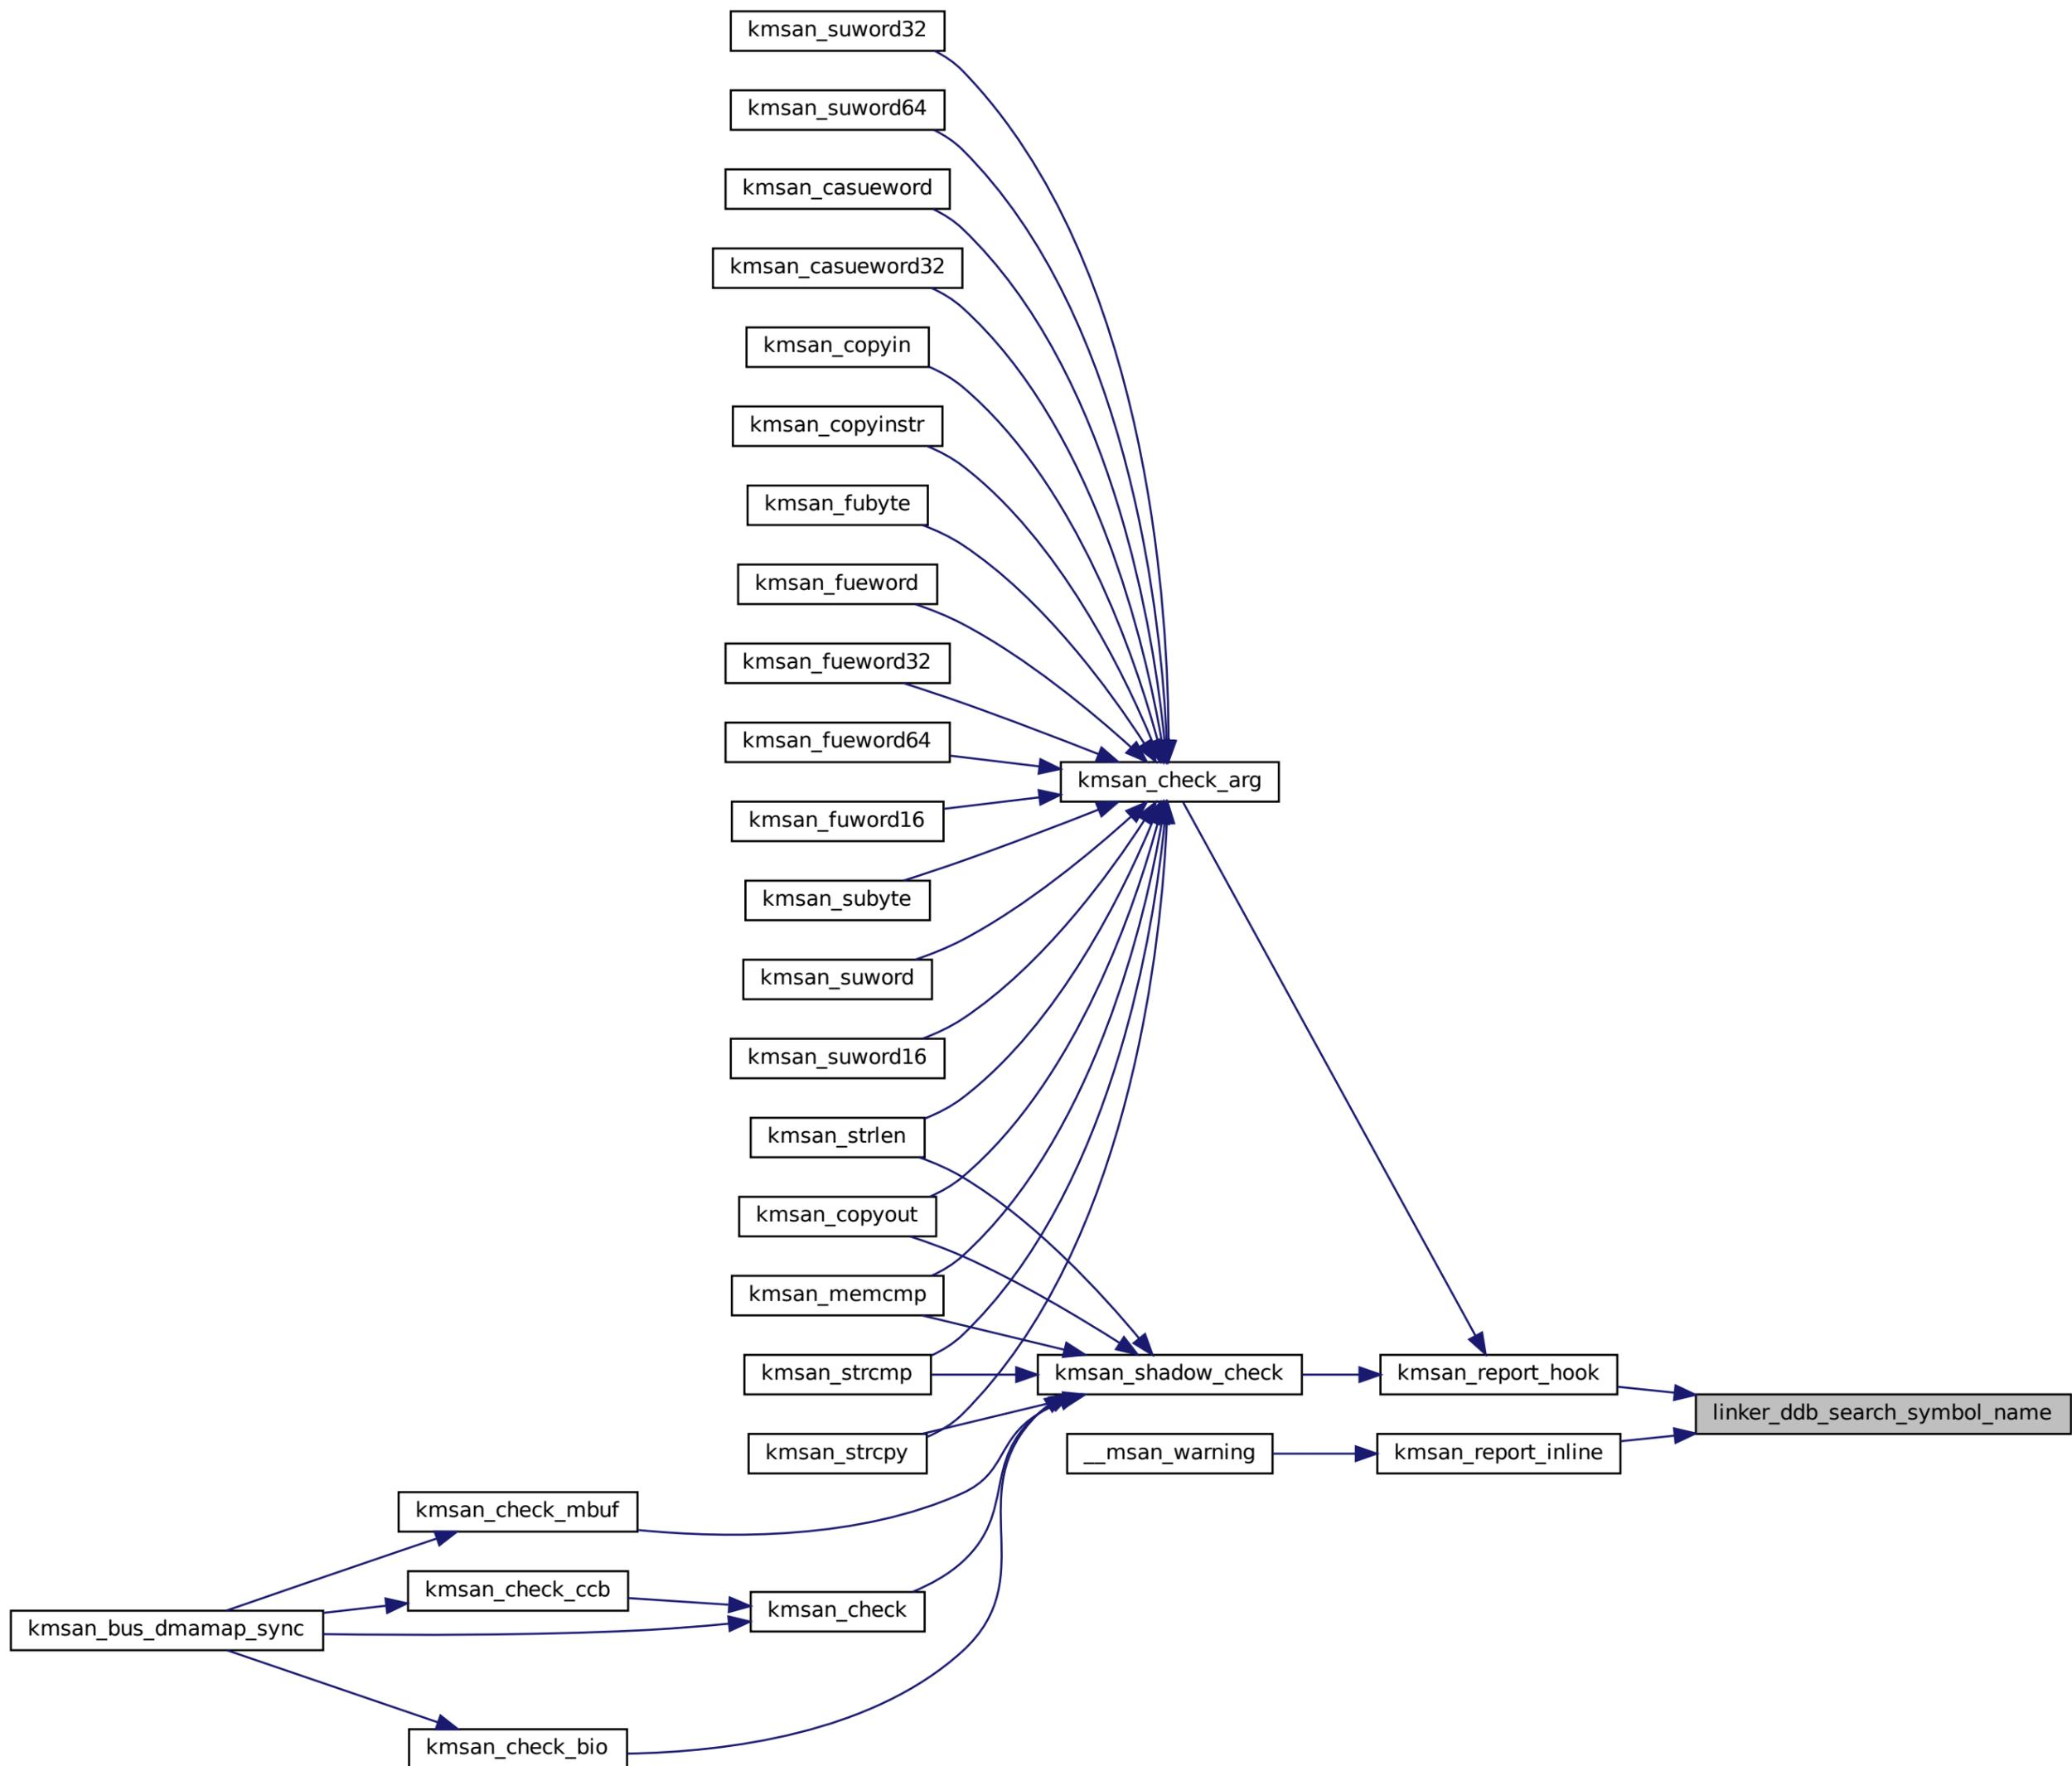 kmsan_suword32
kmsan_suword64
kmsan_casueword
kmsan_casueword32
kmsan_copyin
kmsan_copyinstr
kmsan_fubyte
kmsan_fueword
kmsan_fueword32
kmsan_fueword64
kmsan_check_arg
kmsan_fuword16
kmsan_subyte
kmsan_suword
kmsan_suword16
kmsan_strlen
kmsan_copyout
kmsan_memcmp
kmsan_strcmp
kmsan_shadow_check
kmsan_report_hook
linker_ddb_search_symbol_name
kmsan_strcpy
__msan_warning
kmsan_report_inline
kmsan_check_mbuf
kmsan_check_ccb
kmsan_check
kmsan_bus_dmamap_sync
kmsan_check_bio